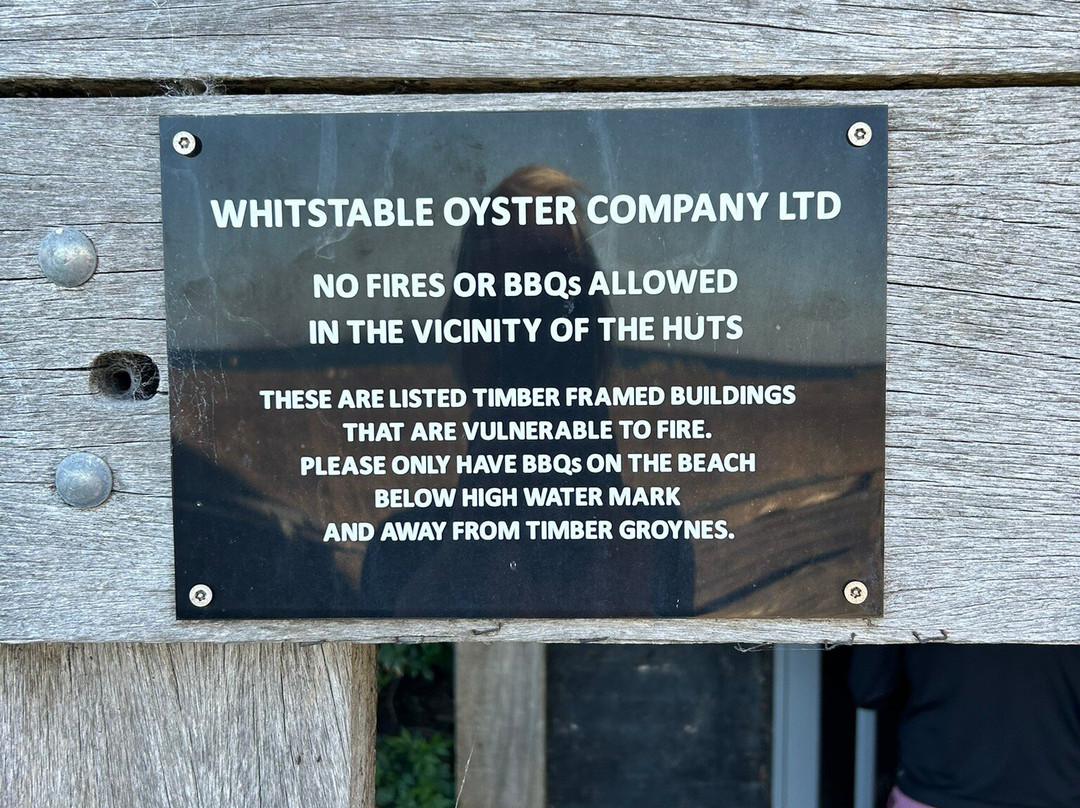 WHITSTABLE OYSTER COMPANY LTD
NO FIRES OR BBQs ALLOWED
IN THE VICINITY OF THE HUTS
THESE ARE LISTED TIMBER FRAMED BUILDINGS
THAT ARE VULNERABLE TO FIRE.
PLEASE ONLY HAVE BBQs ON THE BEACH
BELOW HIGH WATER MARK
AND AWAY FROM TIMBER GROYNES.